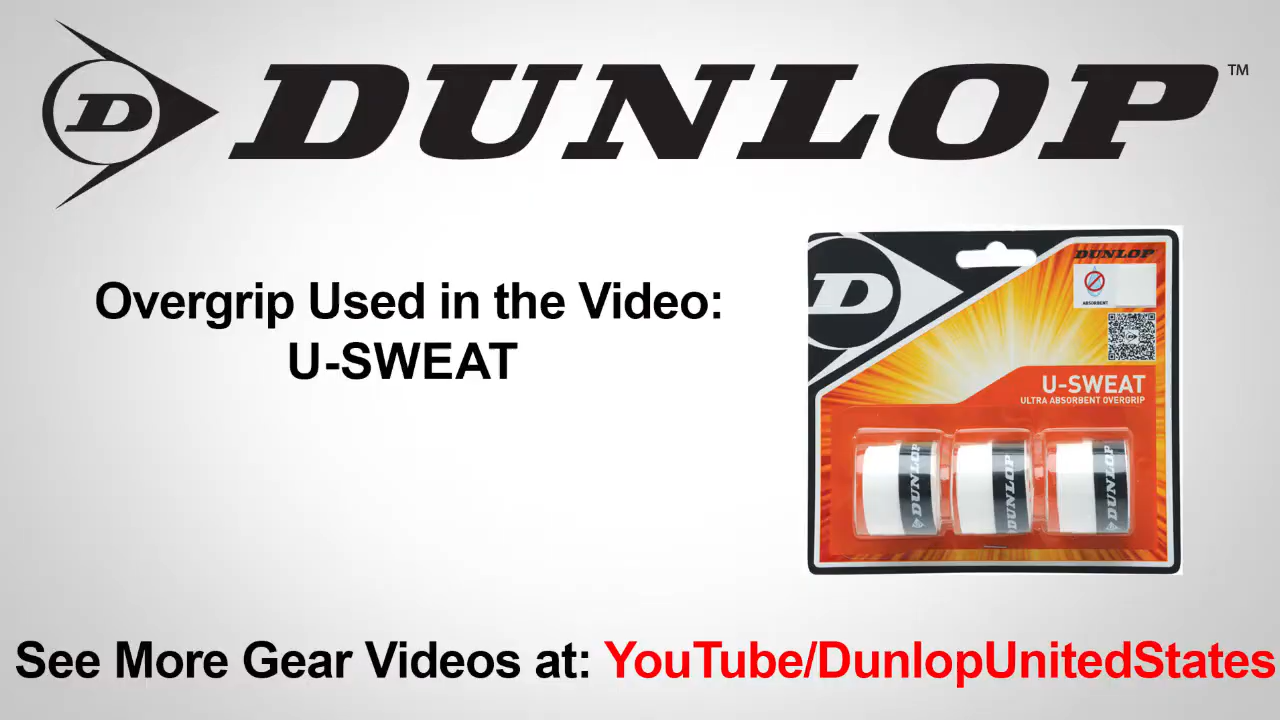 D DUNLOP™
Overgrip Used in the Video:
U-SWEAT
D
DUNLOP
ABSORBENT
U-SWEAT
ULTRA ABSORBENT OVERGRIP
DUNLOP DUNLOP DUNLOP
See More Gear Videos at: YouTube/DunlopUnitedStates